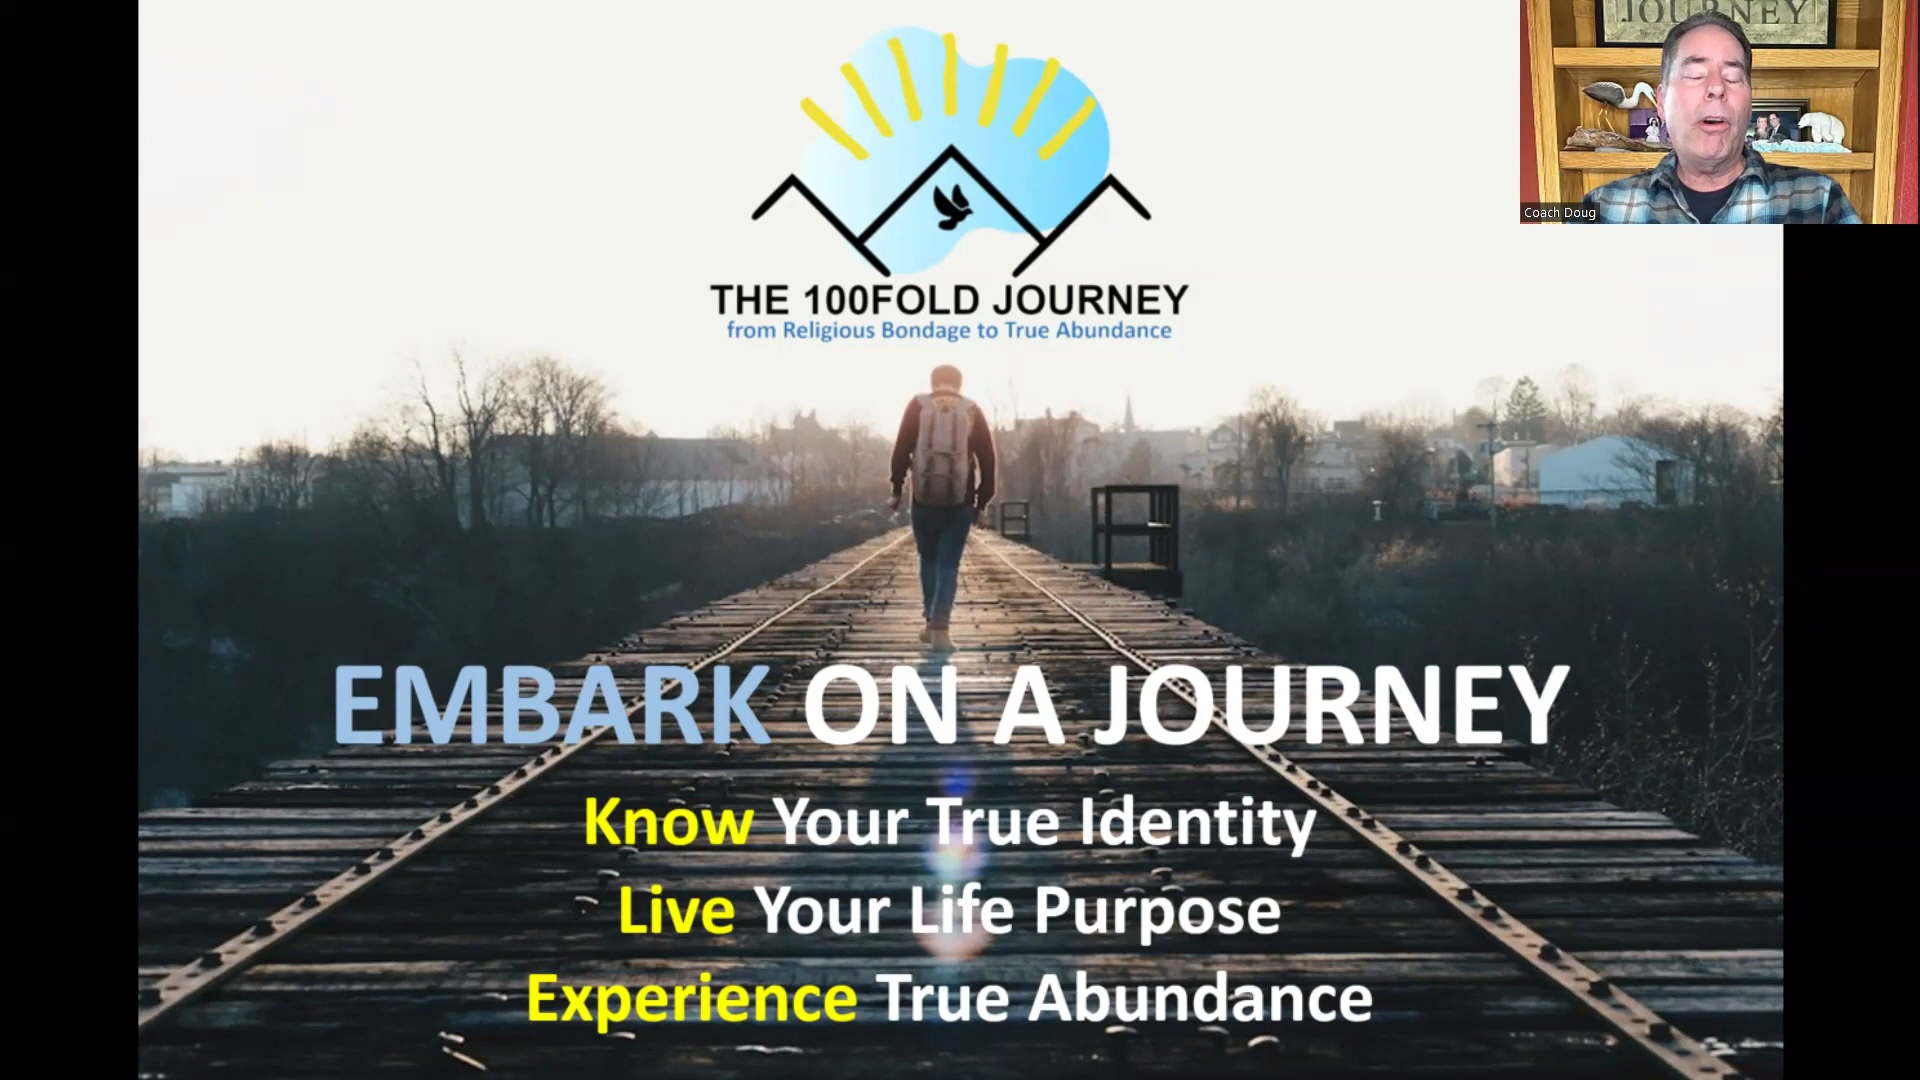 JOURNEY
Coach Doug
THE 100FOLD JOURNEY
from Religious Bondage to True Abundance
EMBARK ON A JOURNEY
Know Your True Identity
Live Your Life Purpose
Experience True Abundance